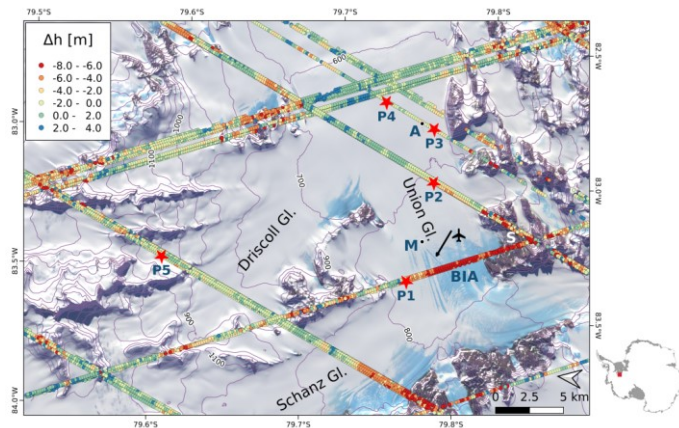 79.5°S
79.6°S
79.7°S
79.8°S
Δh [m]
-8.0 - -6.0
-6.0 - -4.0
-4.0 - -2.0
-2.0 - 0.0
0.0 - 2.0
2.0 - 4.0
82.5°W
600
83.0°W
1000
1100
P4
A
P3
83.0°W
700
P2
Union Gl.
Driscoll Gl.
S
M
83.5°W
P5
900
BIA
P1
83.5°W
900
800
1100
Schanz Gl.
84.0°W
0
2.5
5 km
79.6°S
79.7°S
79.8°S